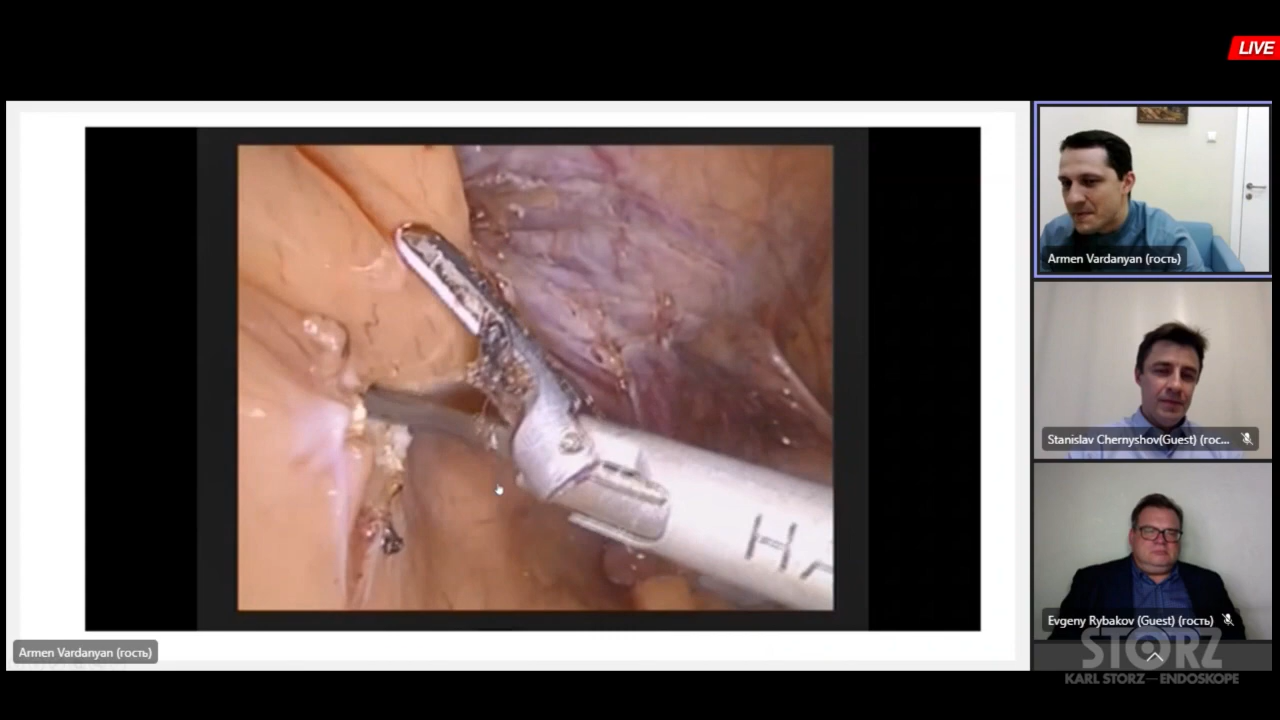 LIVE
Armen Vardanyan (гость)
Stanislav Chernyshov(Guest) (гос...
HA
Evgeny Rybakov (Guest) (гость)
Armen Vardanyan (гость)
STORZ
KARL STORZ—ENDOSKOPE